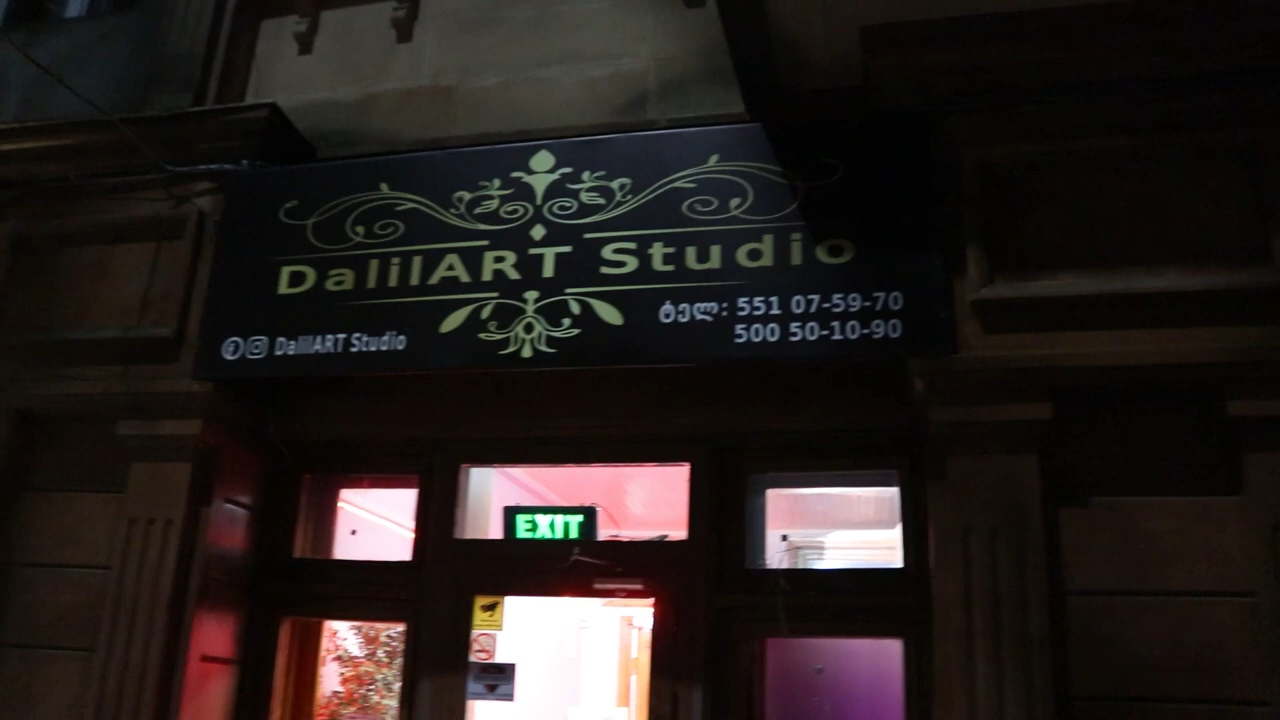 DalilART Studio
DalilART Studio
ტელ: 551 07-59-70
500 50-10-90
EXIT